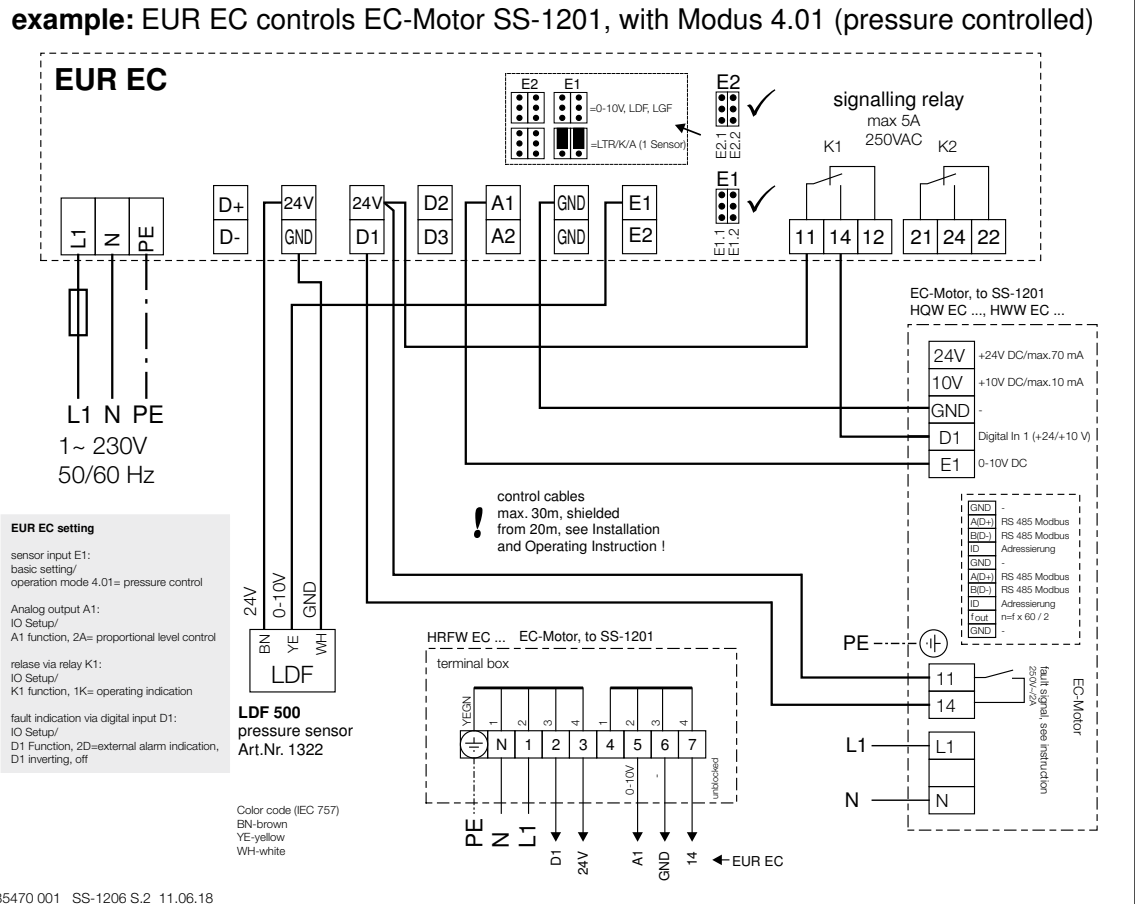 example: EUR EC controls EC-Motor SS-1201, with Modus 4.01 (pressure controlled)
EUR EC
E2 E1
=0-10V, LDF, LGF
=LTR/K/A (1 Sensor)
E2
E2.1
E2.2
E1
E1.1
E1.2
signalling relay
max 5A
250VAC
K1 K2
L1 N PE
D+ 24V 24V D2 A1 GND E1
D- GND D1 D3 A2 GND E2
11 14 12 21 24 22
L1 N PE
1~ 230V
50/60 Hz
EC-Motor, to SS-1201
HQW EC ..., HWW EC ...
24V +24V DC/max.70 mA
10V +10V DC/max.10 mA
GND -
D1 Digital In 1 (+24/+10 V)
E1 0-10V DC
GND -
A(D+) RS 485 Modbus
B(D-) RS 485 Modbus
ID Adressierung
GND -
A(D+) RS 485 Modbus
B(D-) RS 485 Modbus
ID Adressierung
fout n=f x 60 / 2
GND -
PE
11
14
fault signal, see instruction
250V~/2A
EC-Motor
L1 L1
N N
! control cables
max. 30m, shielded
from 20m, see Installation
and Operating Instruction !
EUR EC setting
sensor input E1:
basic setting/
operation mode 4.01= pressure control
Analog output A1:
IO Setup/
A1 function, 2A= proportional level control
relase via relay K1:
IO Setup/
K1 function, 1K= operating indication
fault indication via digital input D1:
IO Setup/
D1 Function, 2D=external alarm indication,
D1 inverting, off
24V 0-10V GND
BN YE WH
LDF
LDF 500
pressure sensor
Art.Nr. 1322
Color code (IEC 757)
BN-brown
YE-yellow
WH-white
HRFW EC ... EC-Motor, to SS-1201
terminal box
YEGN 1 2 3 4 1 2 3 4
N 1 2 3 4 5 6 7
0-10V - unblocked
PE N L1 D1 24V A1 GND 14 EUR EC
35470 001 SS-1206 S.2 11.06.18